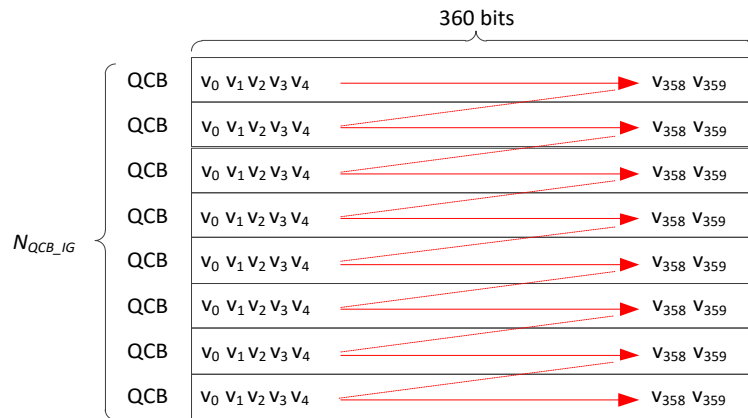 360 bits
QCB v₀ v₁ v₂ v₃ v₄ v₃₅₈ v₃₅₉
QCB v₀ v₁ v₂ v₃ v₄ v₃₅₈ v₃₅₉
QCB v₀ v₁ v₂ v₃ v₄ v₃₅₈ v₃₅₉
QCB v₀ v₁ v₂ v₃ v₄ v₃₅₈ v₃₅₉
N_QCB_IG
QCB v₀ v₁ v₂ v₃ v₄ v₃₅₈ v₃₅₉
QCB v₀ v₁ v₂ v₃ v₄ v₃₅₈ v₃₅₉
QCB v₀ v₁ v₂ v₃ v₄ v₃₅₈ v₃₅₉
QCB v₀ v₁ v₂ v₃ v₄ v₃₅₈ v₃₅₉